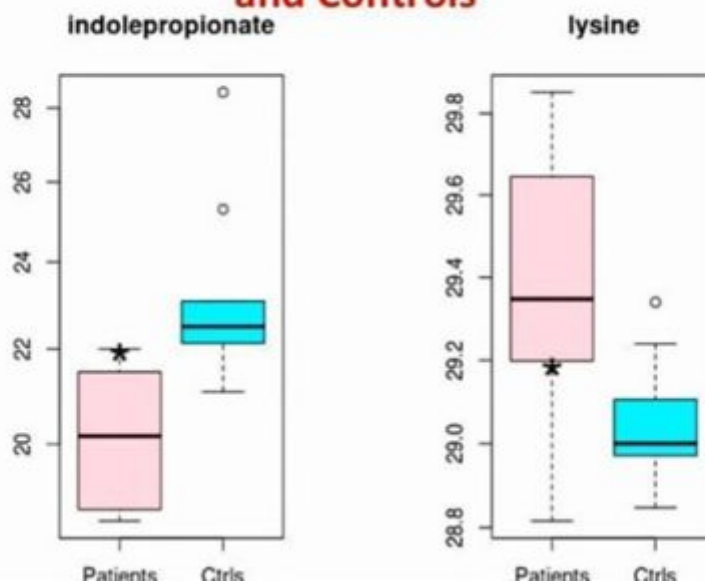 and Controls
indolepropionate
lysine
28
26
24
22
20
Patients
Ctrls
29.8
29.6
29.4
29.2
29.0
28.8
Patients
Ctrls